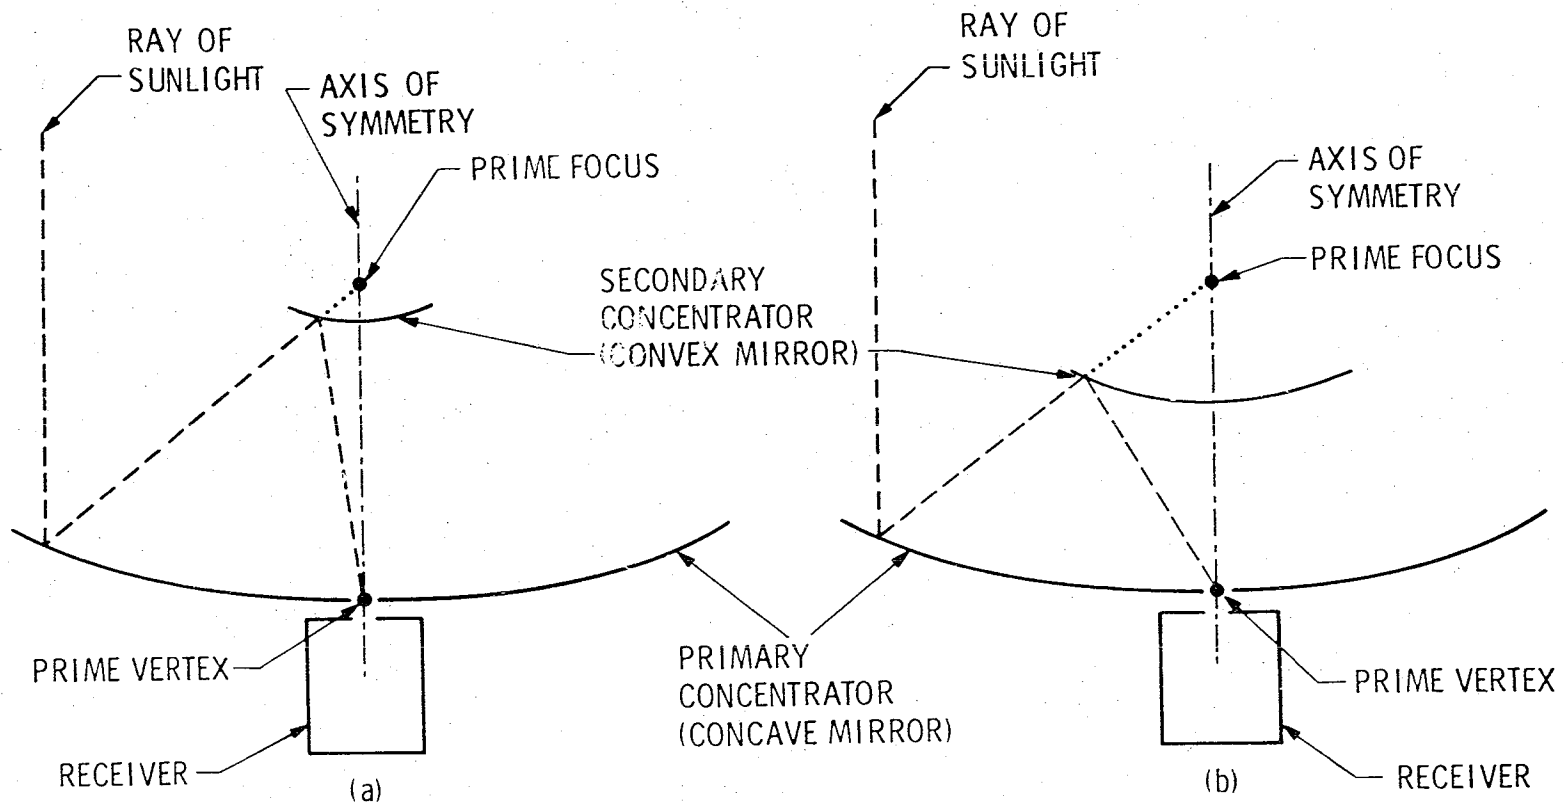 RAY OF
SUNLIGHT
AXIS OF
SYMMETRY
PRIME FOCUS
SECONDARY
CONCENTRATOR
(CONVEX MIRROR)
RAY OF
SUNLIGHT
AXIS OF
SYMMETRY
PRIME FOCUS
PRIME VERTEX
RECEIVER
(a)
PRIMARY
CONCENTRATOR
(CONCAVE MIRROR)
PRIME VERTEX
RECEIVER
(b)